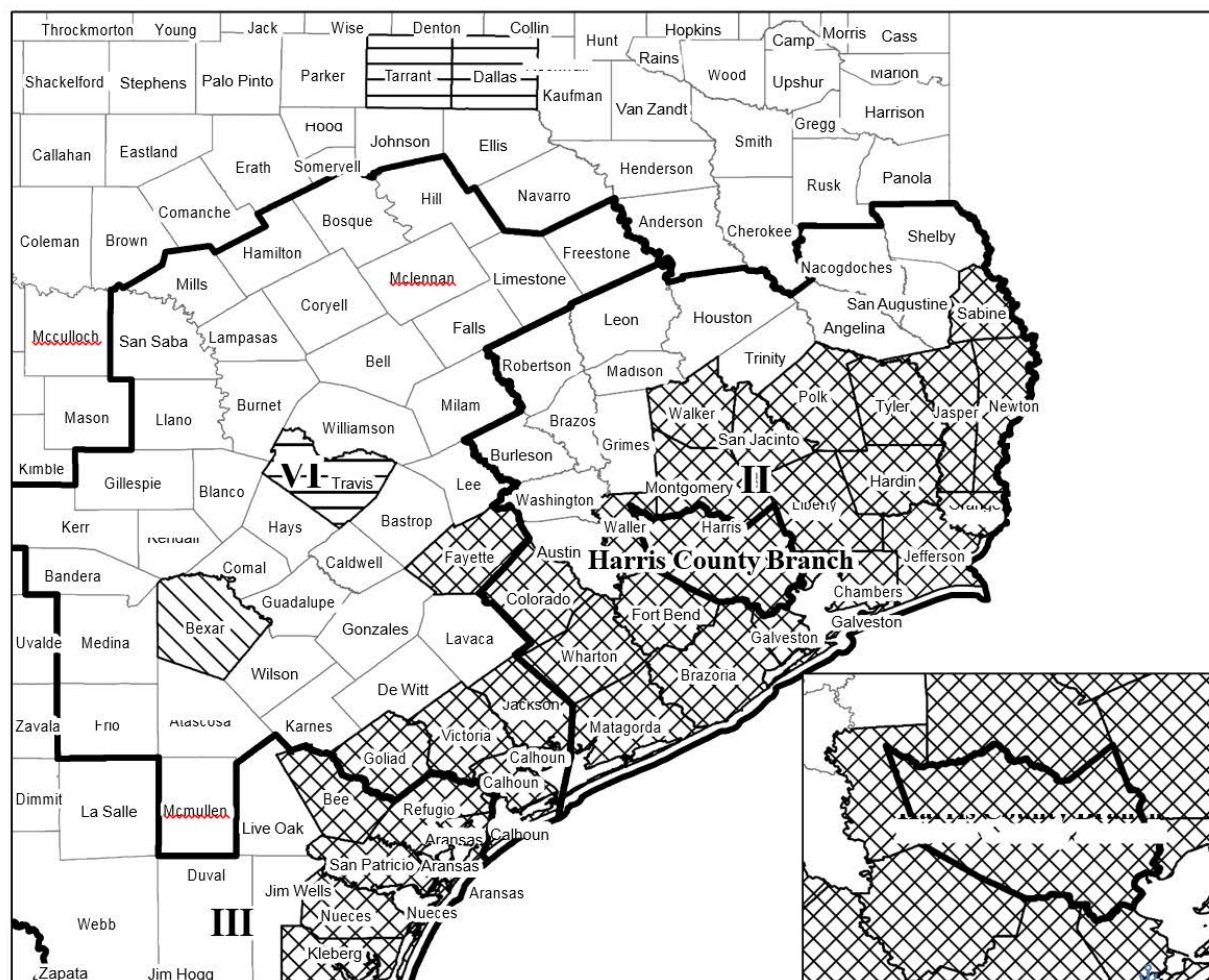 Throckmorton Young Jack Wise Denton Collin Hunt Hopkins Camp Morris Cass
Shackelford Stephens Palo Pinto Parker Tarrant Dallas Kaufman Rains Wood Upshur Marion
Van Zandt Harrison
Callahan Eastland Hood Johnson Ellis Smith Gregg
Erath Somervell Henderson Rusk Panola
Coleman Brown Comanche Bosque Hill Navarro Anderson Cherokee Shelby
Hamilton Freestone Nacogdoches
Mills Coryell Mclennan Limestone San Augustine Sabine
Mcculloch San Saba Lampasas Falls Leon Houston Angelina
Bell Robertson Madison Trinity
Mason Llano Burnet Milam Polk Tyler Jasper Newton
Williamson Brazos Walker
Kimble Gillespie Blanco VI Travis Lee Burleson Grimes San Jacinto
Washington Montgomery II Hardin
Kerr Kendall Hays Bastrop Waller Harris Liberty Orange
Bandera Comal Caldwell Fayette Austin Harris County Branch Jefferson
Guadalupe Colorado Fort Bend Chambers
Uvalde Medina Bexar Gonzales Lavaca Galveston Galveston
Wilson Wharton Brazoria
Zavala Frio Atascosa Karnes De Witt Jackson Matagorda
Goliad Victoria Calhoun
Dimmit La Salle Mcmullen Live Oak Bee Refugio Calhoun
Aransas Calhoun
Duval San Patricio Aransas
Jim Wells Aransas
Webb III Nueces Nueces
Kleberg
Zapata Jim Hogg